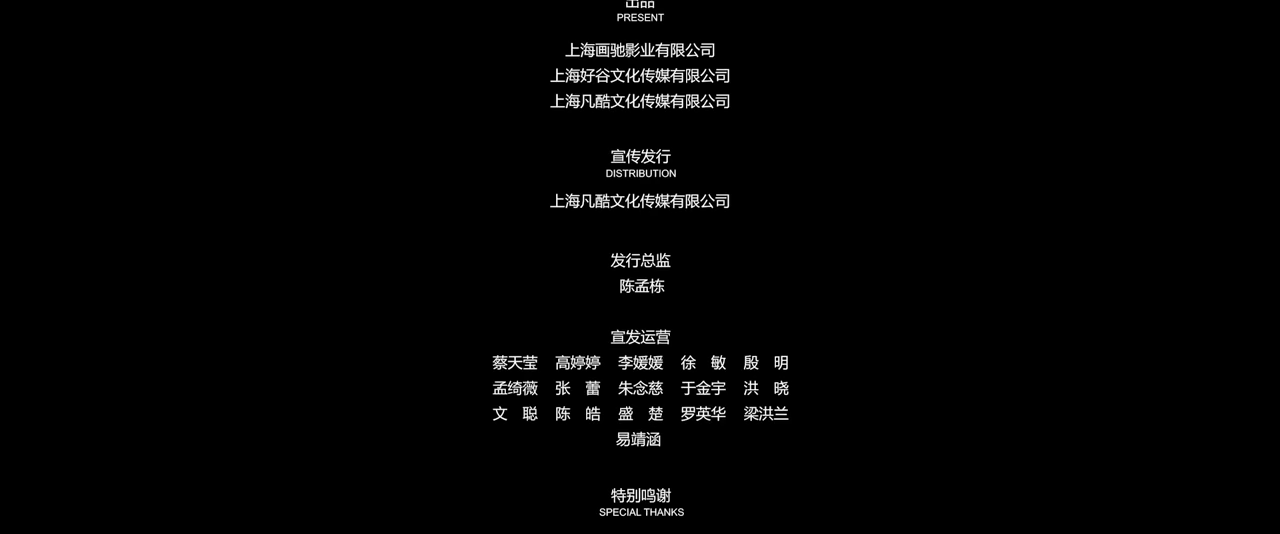 出品
PRESENT
上海画驰影业有限公司
上海好谷文化传媒有限公司
上海凡酷文化传媒有限公司
宣传发行
DISTRIBUTION
上海凡酷文化传媒有限公司
发行总监
陈孟栋
宣发运营
蔡天莹 高婷婷 李媛媛 徐 敏 殷 明
孟绮薇 张 蕾 朱念慈 于金宇 洪 晓
文 聪 陈 皓 盛 楚 罗英华 梁洪兰
易靖涵
特别鸣谢
SPECIAL THANKS